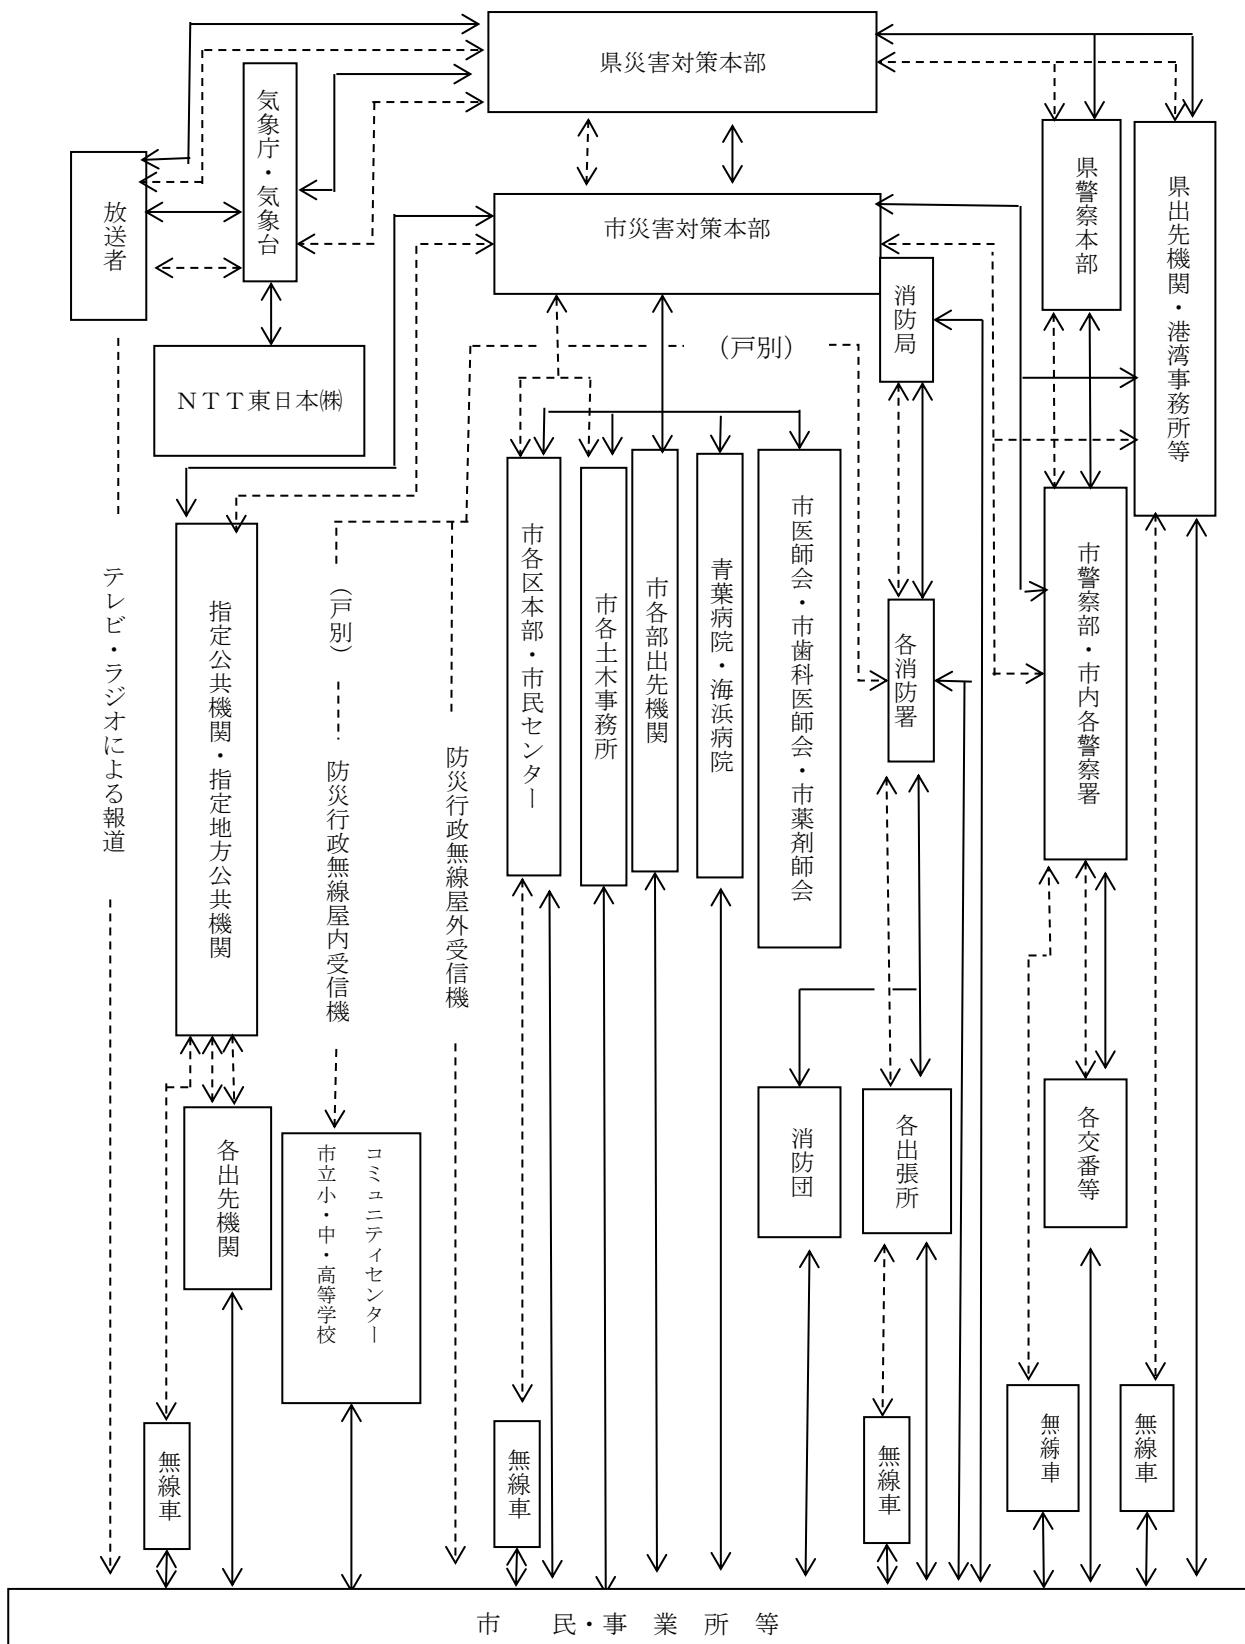 県災害対策本部
気象庁・気象台
放送者
市災害対策本部
県警察本部
県出先機関・港湾事務所等
消防局
(戸別)
NTT東日本㈱
市各区本部・市民センター
市各土木事務所
市各部出先機関
青葉病院・海浜病院
市医師会・市歯科医師会・市薬剤師会
各消防署
市警察部・市内各警察署
テレビ・ラジオによる報道
指定公共機関・指定地方公共機関
(戸別)
防災行政無線屋内受信機
防災行政無線屋外受信機
各出先機関
コミュニティセンター
市立小・中・高等学校
消防団
各出張所
各交番等
無線車
無線車
無線車
無線車
無線車
市 民・事 業 所 等